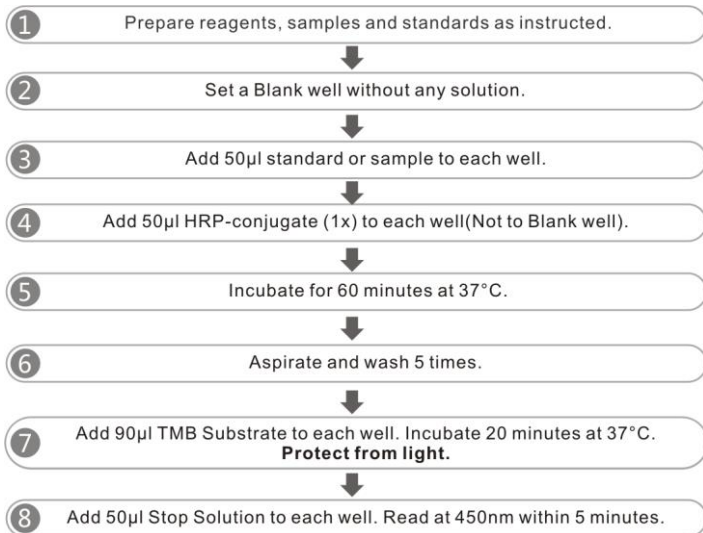 1 Prepare reagents, samples and standards as instructed.
2 Set a Blank well without any solution.
3 Add 50μl standard or sample to each well.
4 Add 50μl HRP-conjugate (1x) to each well(Not to Blank well).
5 Incubate for 60 minutes at 37°C.
6 Aspirate and wash 5 times.
7 Add 90μl TMB Substrate to each well. Incubate 20 minutes at 37°C.
Protect from light.
8 Add 50μl Stop Solution to each well. Read at 450nm within 5 minutes.